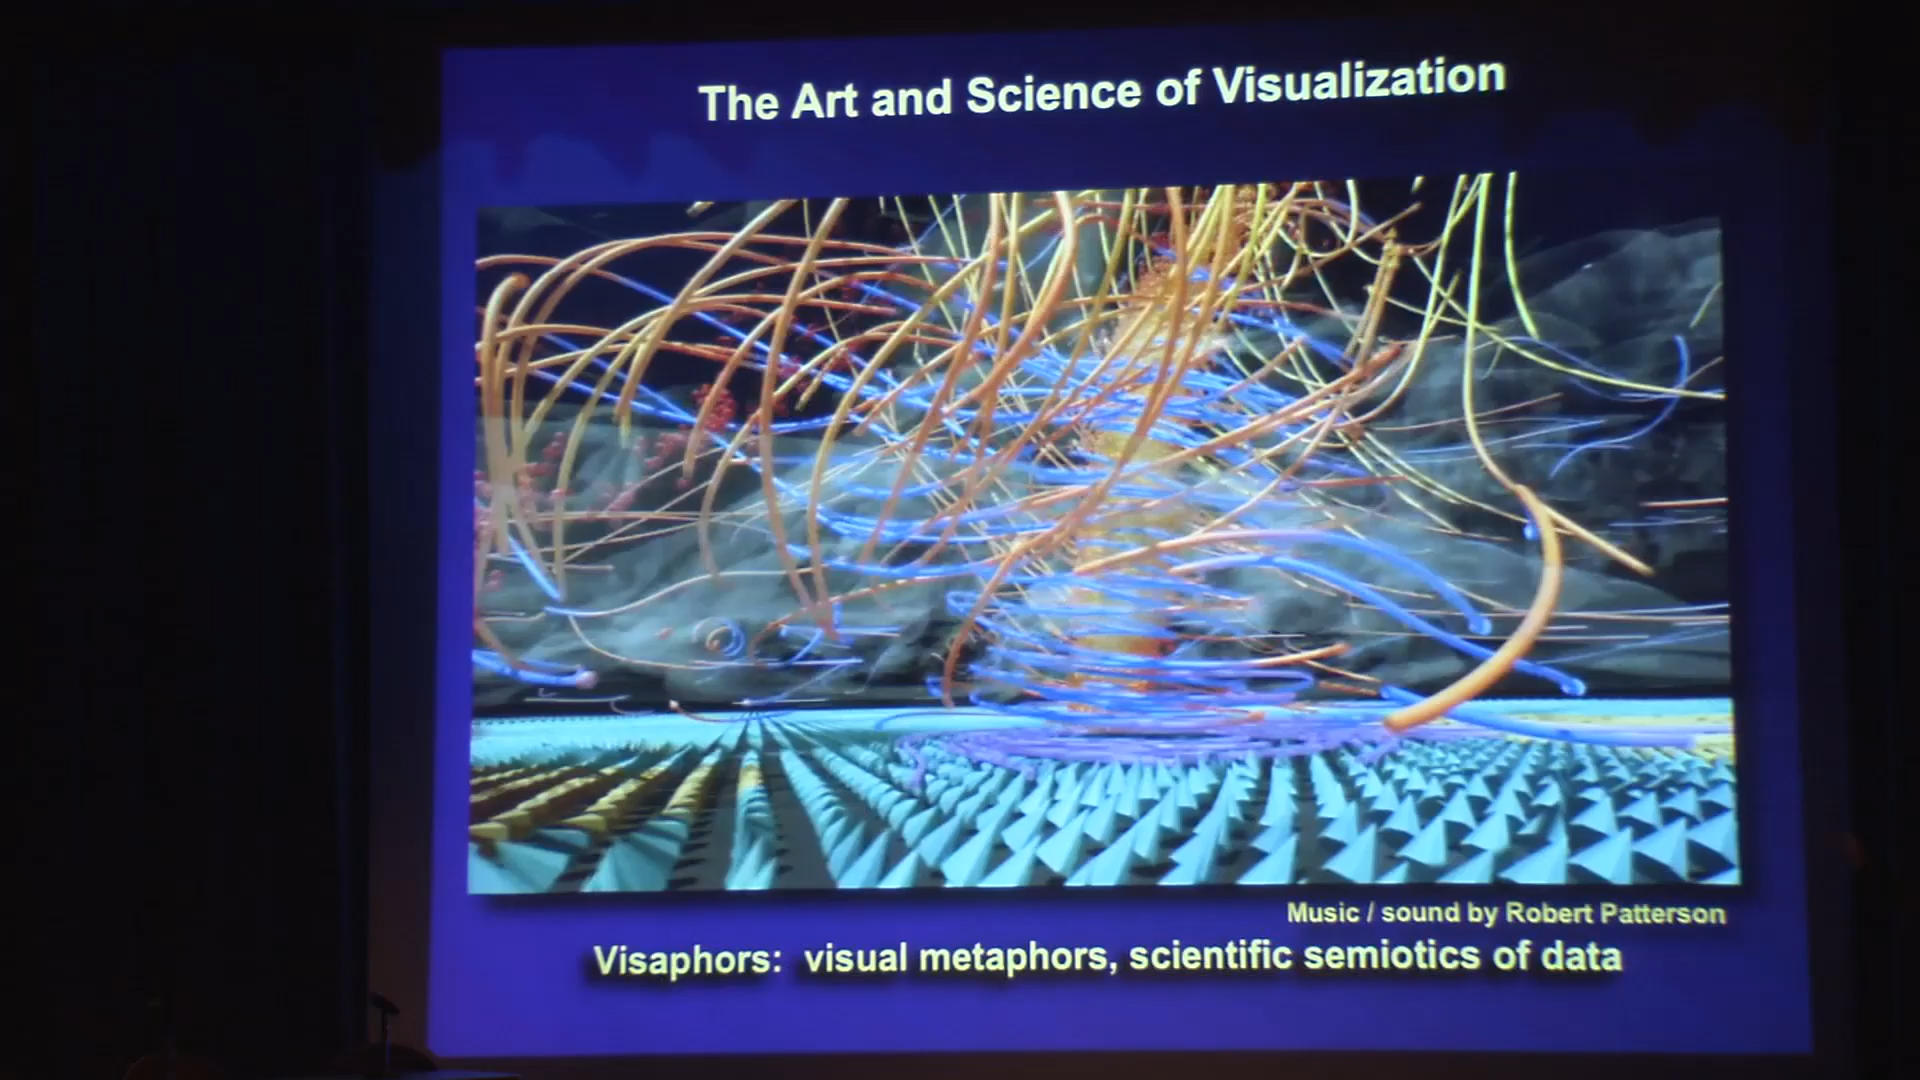 The Art and Science of Visualization
Music / sound by Robert Patterson
Visaphors: visual metaphors, scientific semiotics of data